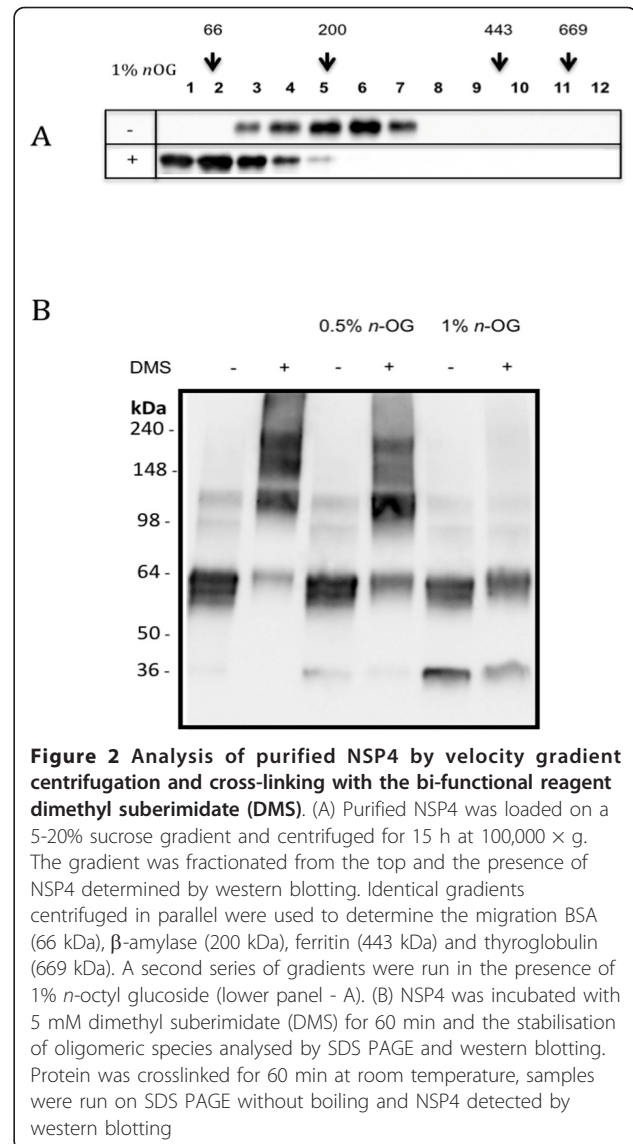 66 200 443 669
1% nOG
1 2 3 4 5 6 7 8 9 10 11 12
A
-
+
B
0.5% n-OG 1% n-OG
DMS - + - + - +
kDa
240 -
148 -
98 -
64 -
50 -
36 -
Figure 2 Analysis of purified NSP4 by velocity gradient
centrifugation and cross-linking with the bi-functional reagent
dimethyl suberimidate (DMS). (A) Purified NSP4 was loaded on a
5-20% sucrose gradient and centrifuged for 15 h at 100,000 × g.
The gradient was fractionated from the top and the presence of
NSP4 determined by western blotting. Identical gradients
centrifuged in parallel were used to determine the migration BSA
(66 kDa), β-amylase (200 kDa), ferritin (443 kDa) and thyroglobulin
(669 kDa). A second series of gradients were run in the presence of
1% n-octyl glucoside (lower panel - A). (B) NSP4 was incubated with
5 mM dimethyl suberimidate (DMS) for 60 min and the stabilisation
of oligomeric species analysed by SDS PAGE and western blotting.
Protein was crosslinked for 60 min at room temperature, samples
were run on SDS PAGE without boiling and NSP4 detected by
western blotting